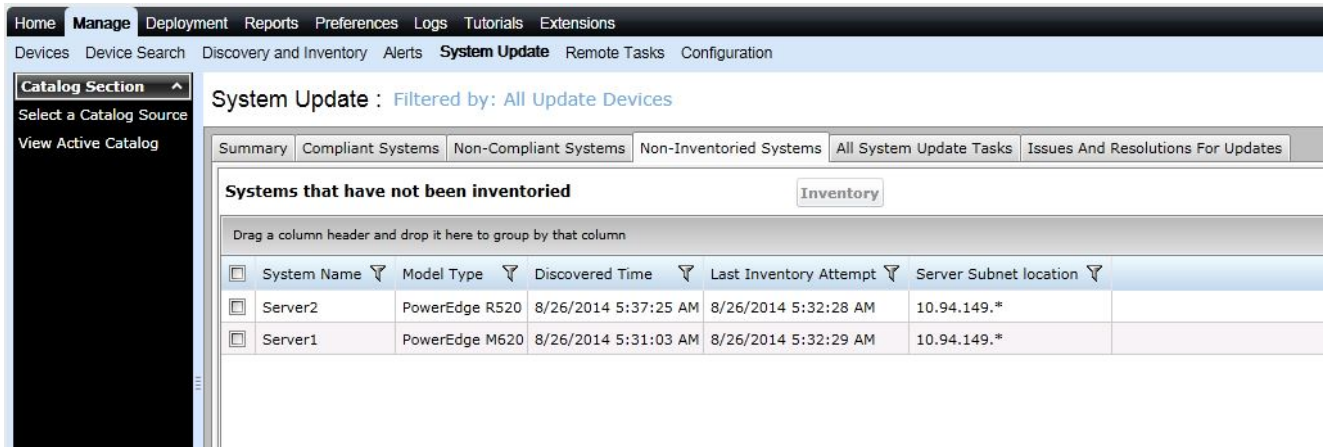 Home Manage Deployment Reports Preferences Logs Tutorials Extensions
Devices Device Search Discovery and Inventory Alerts System Update Remote Tasks Configuration
Catalog Section
Select a Catalog Source
View Active Catalog
System Update : Filtered by: All Update Devices
Summary Compliant Systems Non-Compliant Systems Non-Inventoried Systems All System Update Tasks Issues And Resolutions For Updates
Systems that have not been inventoried Inventory
Drag a column header and drop it here to group by that column
System Name Model Type Discovered Time Last Inventory Attempt Server Subnet location
Server2 PowerEdge R520 8/26/2014 5:37:25 AM 8/26/2014 5:32:28 AM 10.94.149.*
Server1 PowerEdge M620 8/26/2014 5:31:03 AM 8/26/2014 5:32:29 AM 10.94.149.*